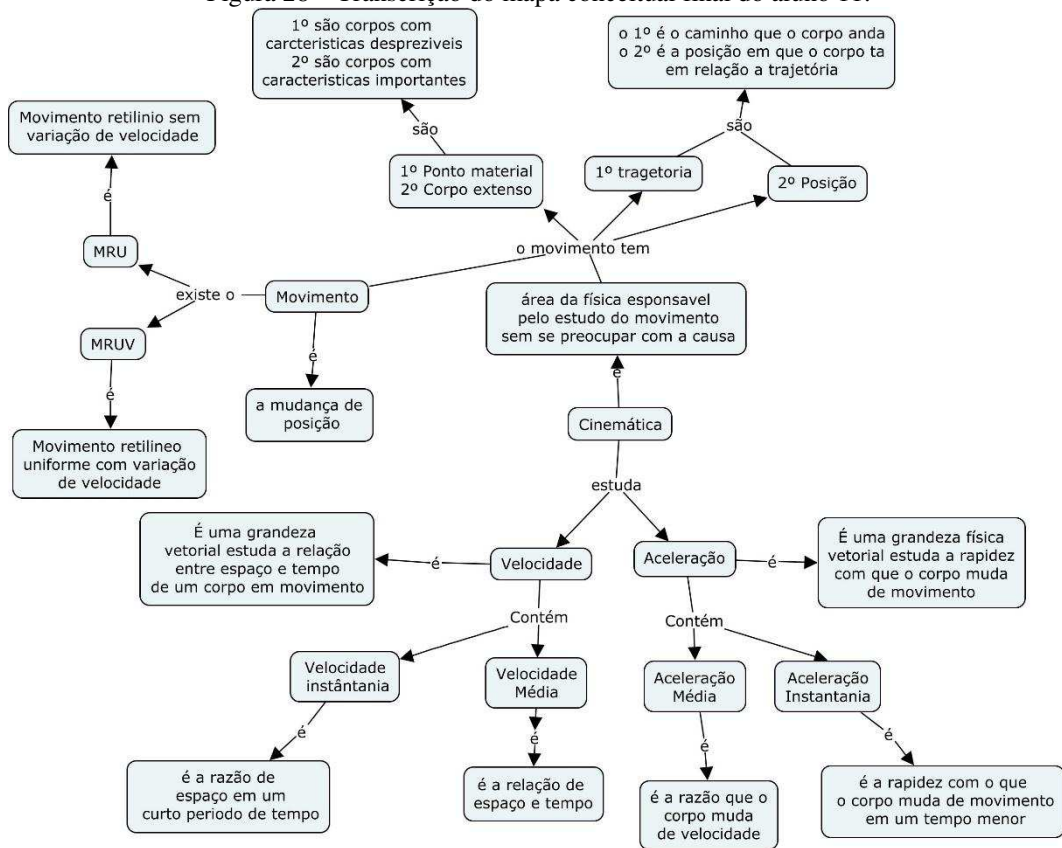 Figura 28 – Transcrição do mapa conceitual final do aluno 11.
1º são corpos com
carcteristicas despreziveis
2º são corpos com
caracteristicas importantes
o 1º é o caminho que o corpo anda
o 2º é a posição em que o corpo ta
em relação a trajetória
Movimento retilinio sem
variação de velocidade
são
são
1º Ponto material
2º Corpo extenso
1º tragetoria
2º Posição
é
MRU
o movimento tem
existe o
Movimento
área da física esponsavel
pelo estudo do movimento
sem se preocupar com a causa
MRUV
é
é
é
a mudança de
posição
Cinemática
Movimento retilineo
uniforme com variação
de velocidade
estuda
É uma grandeza
vetorial estuda a relação
entre espaço e tempo
de um corpo em movimento
é
Velocidade
Aceleração
é
É uma grandeza física
vetorial estuda a rapidez
com que o corpo muda
de movimento
Contém
Contém
Velocidade
instântania
Velocidade
Média
Aceleração
Média
Aceleração
Instantania
é
é
é
é
é a razão de
espaço em um
curto periodo de tempo
é a relação de
espaço e tempo
é a razão que o
corpo muda
de velocidade
é a rapidez com o que
o corpo muda de movimento
em um tempo menor